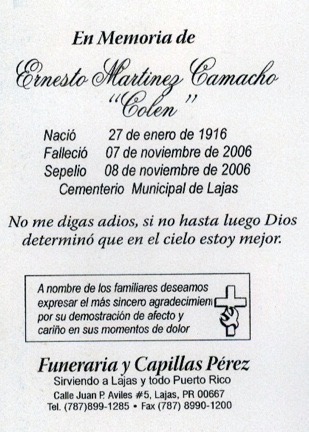 En Memoria de
Ernesto Martinez Camacho
"Colen"
Nació 27 de enero de 1916
Falleció 07 de noviembre de 2006
Sepelio 08 de noviembre de 2006
Cementerio Municipal de Lajas
No me digas adios, si no hasta luego Dios
determinó que en el cielo estoy mejor.
A nombre de los familiares deseamos
expresar el más sincero agradecimien
por su demostración de afecto y
cariño en sus momentos de dolor
Funeraria y Capillas Pérez
Sirviendo a Lajas y todo Puerto Rico
Calle Juan P. Aviles #5, Lajas, PR 00667
Tel. (787)899-1285 • Fax (787) 8990-1200